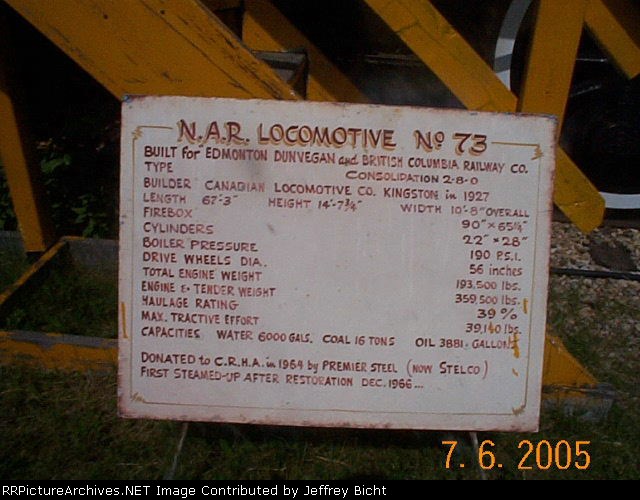 N.A.R. LOCOMOTIVE No 73
BUILT for EDMONTON DUNVEGAN and BRITISH COLUMBIA RAILWAY CO.
TYPE CONSOLIDATION 2-8-0
BUILDER CANADIAN LOCOMOTIVE CO. KINGSTON in 1927
LENGTH 67'-3" HEIGHT 14'-7¾" WIDTH 10'-8" OVERALL
FIREBOX 90" × 65¼"
CYLINDERS 22" × 28"
BOILER PRESSURE 190 P.S.I.
DRIVE WHEELS DIA. 56 inches
TOTAL ENGINE WEIGHT 193,500 lbs.
ENGINE & TENDER WEIGHT 359,500 lbs.
HAULAGE RATING 39%
MAX. TRACTIVE EFFORT 39,140 lbs.
CAPACITIES WATER 6000 GALS. COAL 16 TONS OIL 3881 GALLONS
DONATED to C.R.H.A. in 1964 by PREMIER STEEL (NOW STELCO)
FIRST STEAMED-UP AFTER RESTORATION DEC. 1966...
7. 6. 2005
RRPictureArchives.NET Image Contributed by Jeffrey Bicht